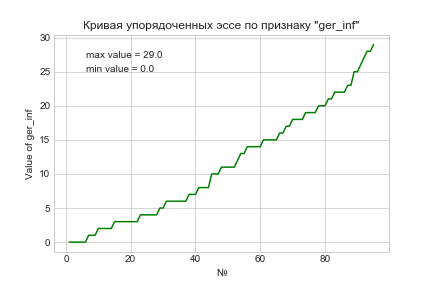 Кривая упорядоченных эссе по признаку "ger_inf"
max value = 29.0
min value = 0.0
Value of ger_inf
30
25
20
15
10
5
0
0 20 40 60 80
№